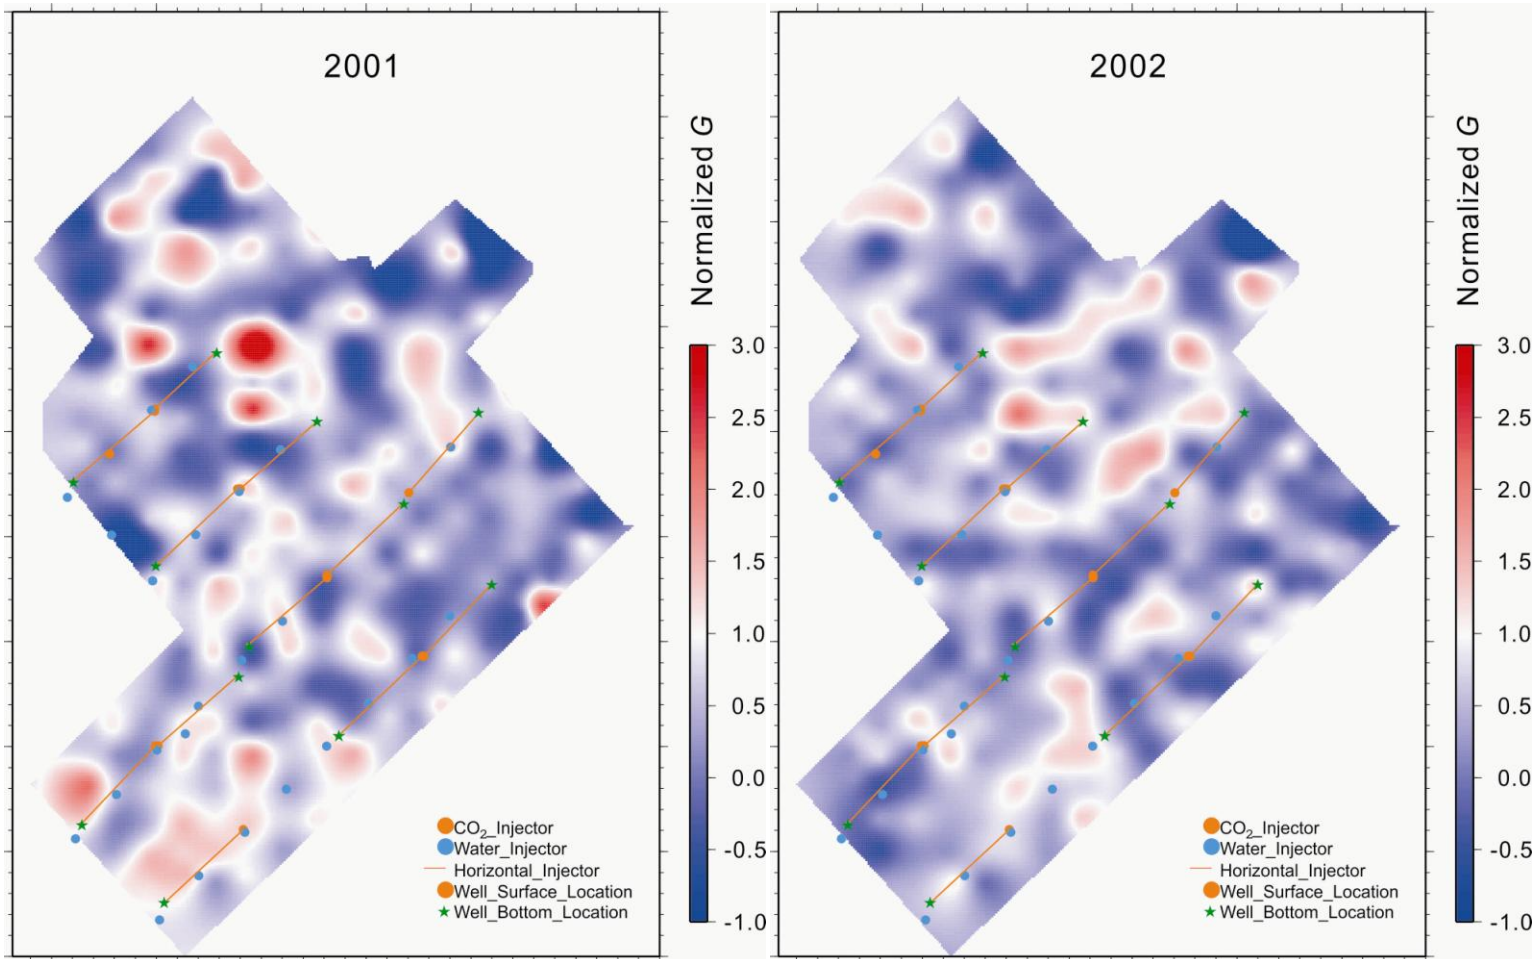 2001
Normalized G
3.0
2.5
2.0
1.5
1.0
0.5
0.0
-0.5
-1.0
CO2_Injector
Water_Injector
Horizontal_Injector
Well_Surface_Location
Well_Bottom_Location
2002
Normalized G
3.0
2.5
2.0
1.5
1.0
0.5
0.0
-0.5
-1.0
CO2_Injector
Water_Injector
Horizontal_Injector
Well_Surface_Location
Well_Bottom_Location